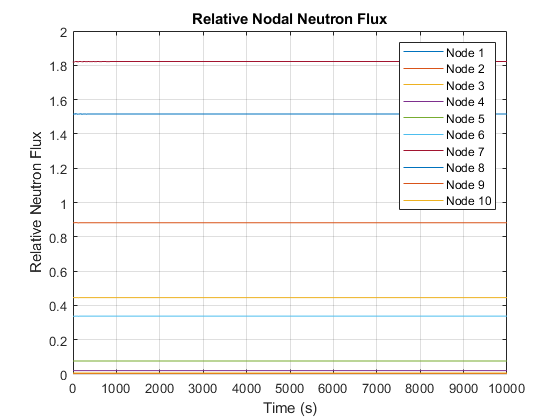 Relative Nodal Neutron Flux
2
1.8
1.6
1.4
1.2
1
0.8
0.6
0.4
0.2
0
Relative Neutron Flux
Node 1
Node 2
Node 3
Node 4
Node 5
Node 6
Node 7
Node 8
Node 9
Node 10
0 1000 2000 3000 4000 5000 6000 7000 8000 9000 10000
Time (s)